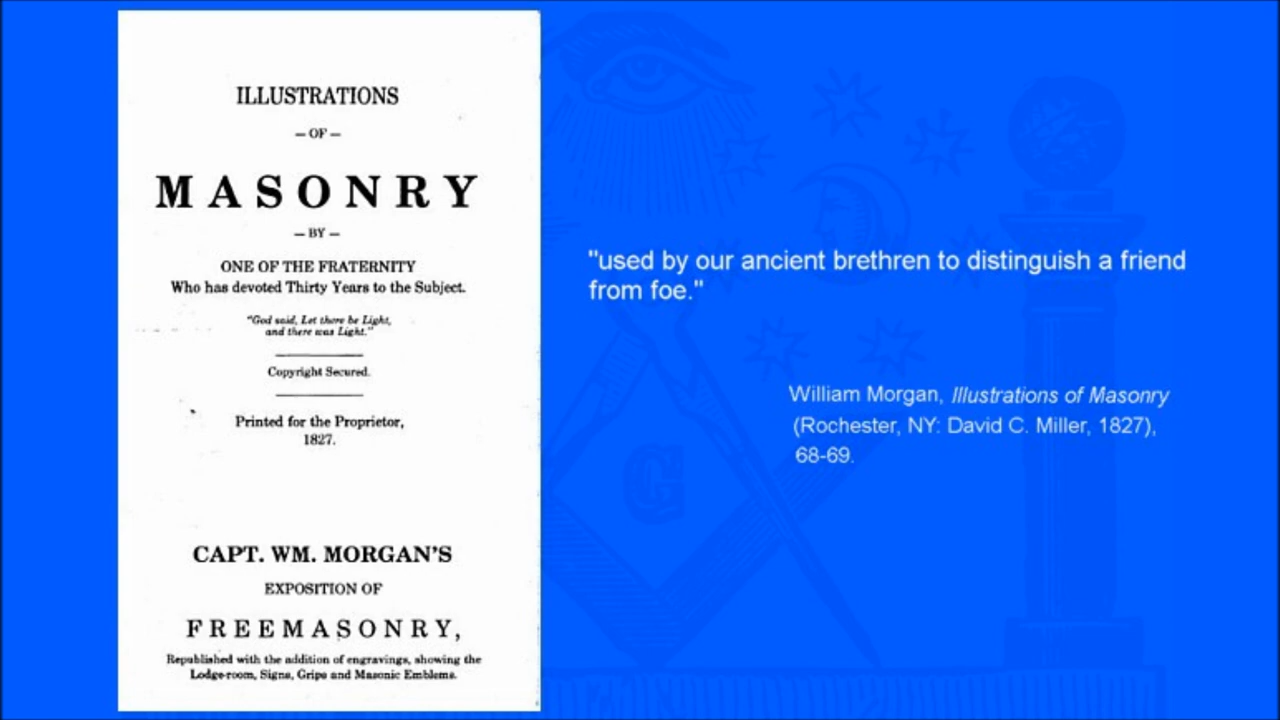 ILLUSTRATIONS
— OF —
MASONRY
— BY —
ONE OF THE FRATERNITY
Who has devoted Thirty Years to the Subject.
"God said, Let there be Light,
and there was Light."
Copyright Secured.
Printed for the Proprietor,
1827.
CAPT. WM. MORGAN'S
EXPOSITION OF
FREEMASONRY,
Republished with the addition of engravings, showing the
Lodge-room, Signs, Grips and Masonic Emblems.
"used by our ancient brethren to distinguish a friend
from foe."
William Morgan, Illustrations of Masonry
(Rochester, NY: David C. Miller, 1827),
68-69.
G